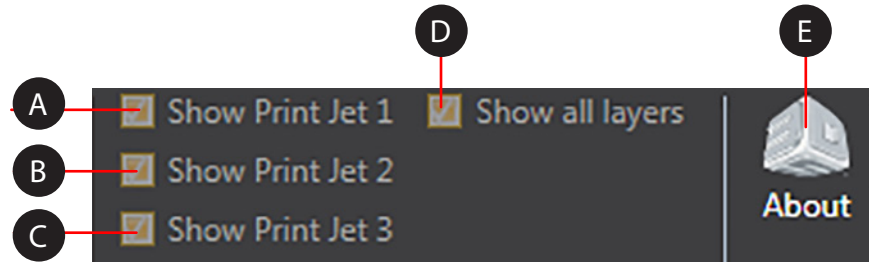 D E
A Show Print Jet 1 Show all layers
B Show Print Jet 2
About
C Show Print Jet 3